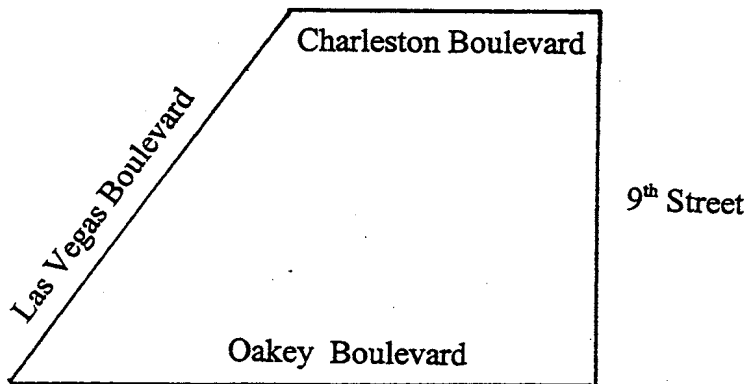 Charleston Boulevard
Las Vegas Boulevard
9th Street
Oakey Boulevard